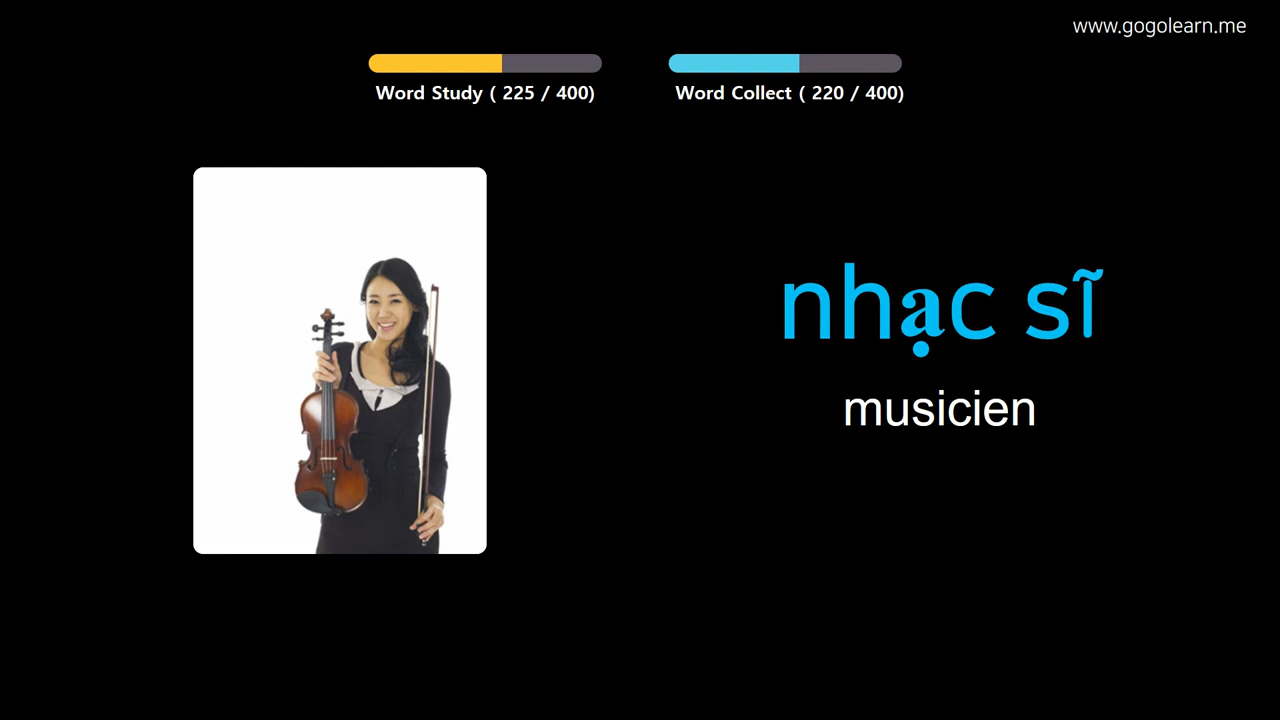 www.gogolearn.me
Word Study ( 225 / 400)
Word Collect ( 220 / 400)
nhạc sĩ
musicien